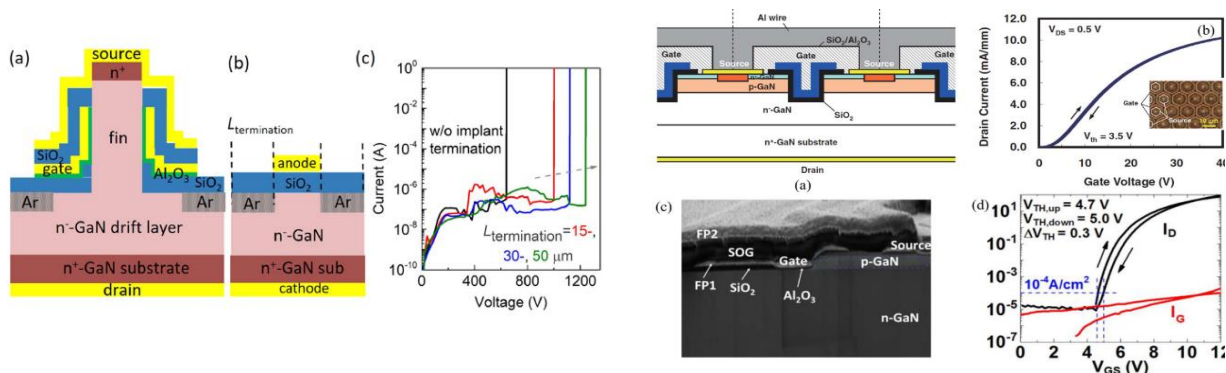 (a)
source
n+
fin
SiO2
gate
Al2O3
SiO2
Ar
Ar
n⁻-GaN drift layer
n⁺-GaN substrate
drain
(b)
Ltermination
anode
SiO2
Ar
Ar
n⁻-GaN
n⁺-GaN sub
cathode
(c)
Current (A)
10⁰
10⁻²
10⁻⁴
10⁻⁶
10⁻⁸
10⁻¹⁰
w/o implant
termination
Ltermination=15-,
30-, 50 μm
0 400 800 1200
Voltage (V)
Al wire
SiO2/Al2O3
Gate
Source
Gate
Source
Gate
p-GaN
n⁻-GaN
SiO2
n⁺-GaN substrate
Drain
(a)
Drain Current (mA/mm)
12.0
10.0
8.0
6.0
4.0
2.0
0.0
VDS = 0.5 V
(b)
Gate
Source
10 μm
Vth = 3.5 V
0 10 20 30 40
Gate Voltage (V)
(c)
FP2
SOG
Gate
Source
p-GaN
FP1
SiO2
Al2O3
n-GaN
(d)
VTH,up = 4.7 V
VTH,down = 5.0 V
ΔVTH = 0.3 V
ID
10⁻⁴A/cm²
IG
10¹
10⁻¹
10⁻³
10⁻⁵
10⁻⁷
0 2 4 6 8 10 12
VGS (V)